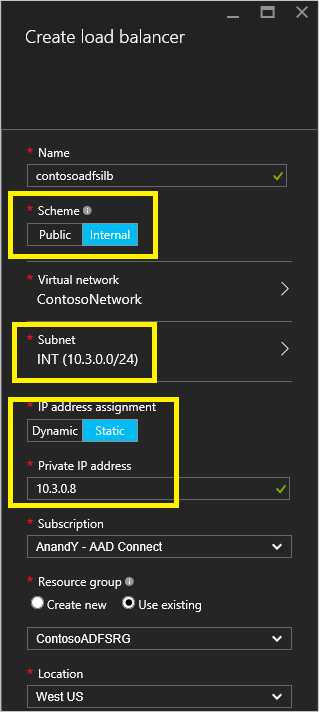 Create load balancer
* Name
contosoadfsilb
* Scheme
Public Internal
* Virtual network
ContosoNetwork
* Subnet
INT (10.3.0.0/24)
* IP address assignment
Dynamic Static
* Private IP address
10.3.0.8
* Subscription
AnandY - AAD Connect
* Resource group
Create new Use existing
ContosoADFSRG
* Location
West US